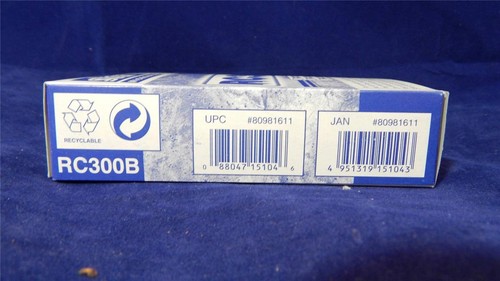 UPC #80981611
JAN #80981611
RECYCLABLE
RC300B
0 88047 15104 6
4 951319 151043